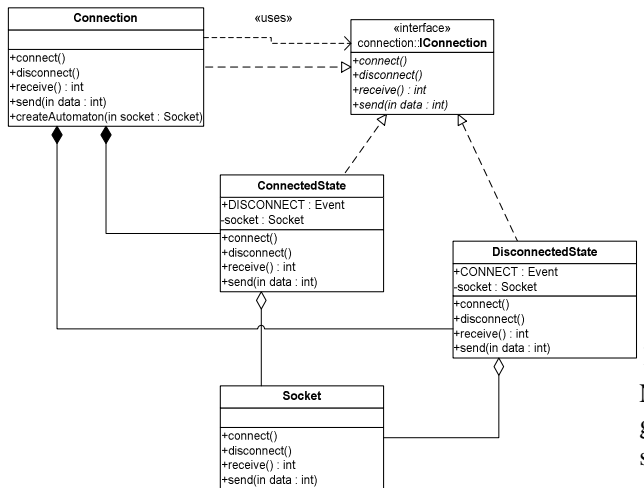 Connection
+connect()
+disconnect()
+receive() : int
+send(in data : int)
+createAutomaton(in socket : Socket)
«uses»
«interface»
connection::IConnection
+connect()
+disconnect()
+receive() : int
+send(in data : int)
ConnectedState
+DISCONNECT : Event
-socket : Socket
+connect()
+disconnect()
+receive() : int
+send(in data : int)
DisconnectedState
+CONNECT : Event
-socket : Socket
+connect()
+disconnect()
+receive() : int
+send(in data : int)
Socket
+connect()
+disconnect()
+receive() : int
+send(in data : int)